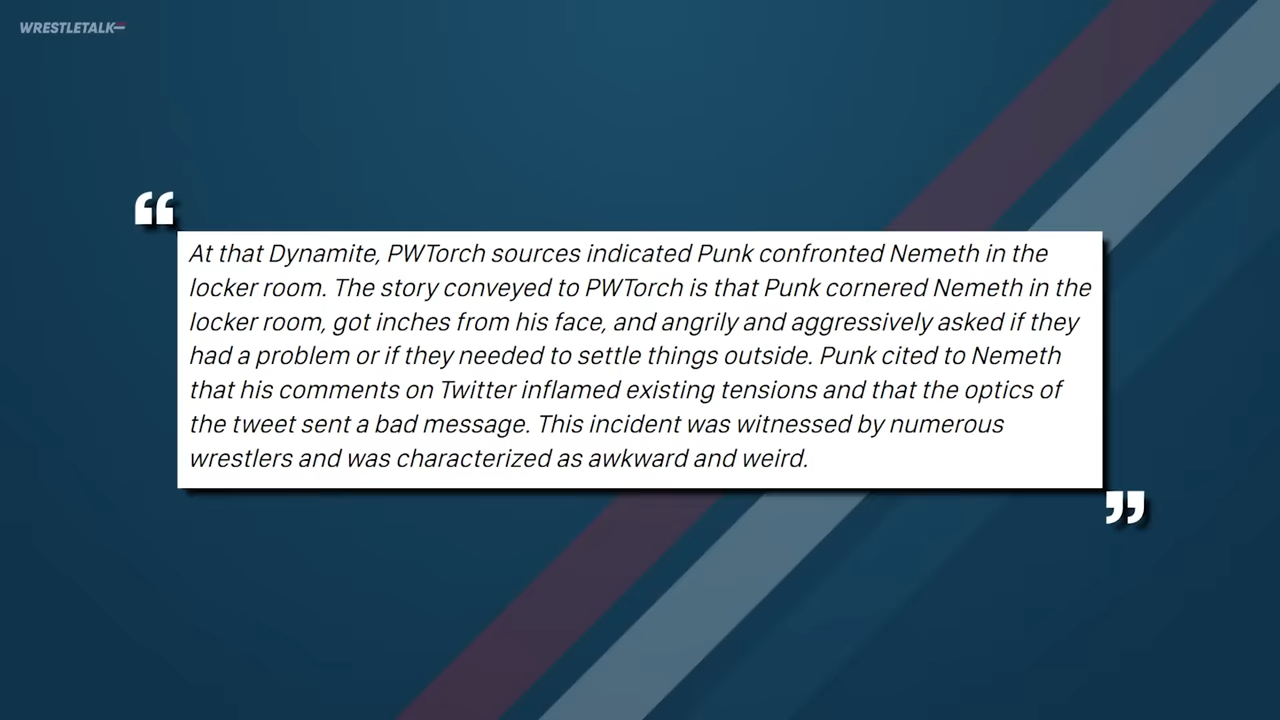 WRESTLETALK
“
At that Dynamite, PWTorch sources indicated Punk confronted Nemeth in the
locker room. The story conveyed to PWTorch is that Punk cornered Nemeth in the
locker room, got inches from his face, and angrily and aggressively asked if they
had a problem or if they needed to settle things outside. Punk cited to Nemeth
that his comments on Twitter inflamed existing tensions and that the optics of
the tweet sent a bad message. This incident was witnessed by numerous
wrestlers and was characterized as awkward and weird.
”